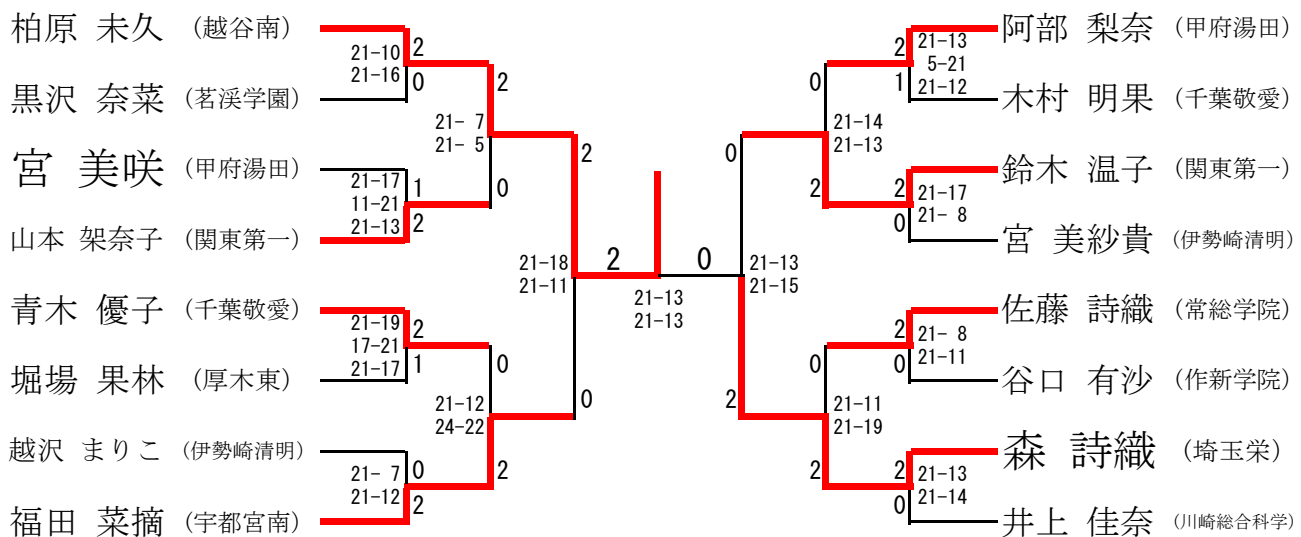 柏原 未久 (越谷南)
21-10 2
21-16 0
黒沢 奈菜 (茗渓学園)
2
21- 7
21- 5
0
宮 美咲 (甲府湯田)
21-17 1
11-21
21-13 2
山本 架奈子 (関東第一)
2
21-18
21-11
0
青木 優子 (千葉敬愛)
21-19 2
17-21
21-17 1
堀場 果林 (厚木東)
0
21-12
24-22
2
越沢 まりこ (伊勢崎清明)
21- 7 0
21-12 2
福田 菜摘 (宇都宮南)
2 0
21-13
21-13
阿部 梨奈 (甲府湯田)
2 21-13
5-21
1 21-12
木村 明果 (千葉敬愛)
0
21-14
21-13
2
鈴木 温子 (関東第一)
2 21-17
0 21- 8
宮 美紗貴 (伊勢崎清明)
0
21-13
21-15
2
佐藤 詩織 (常総学院)
2 21- 8
0 21-11
谷口 有沙 (作新学院)
0
21-11
21-19
2
森 詩織 (埼玉栄)
2 21-13
0 21-14
井上 佳奈 (川崎総合科学)